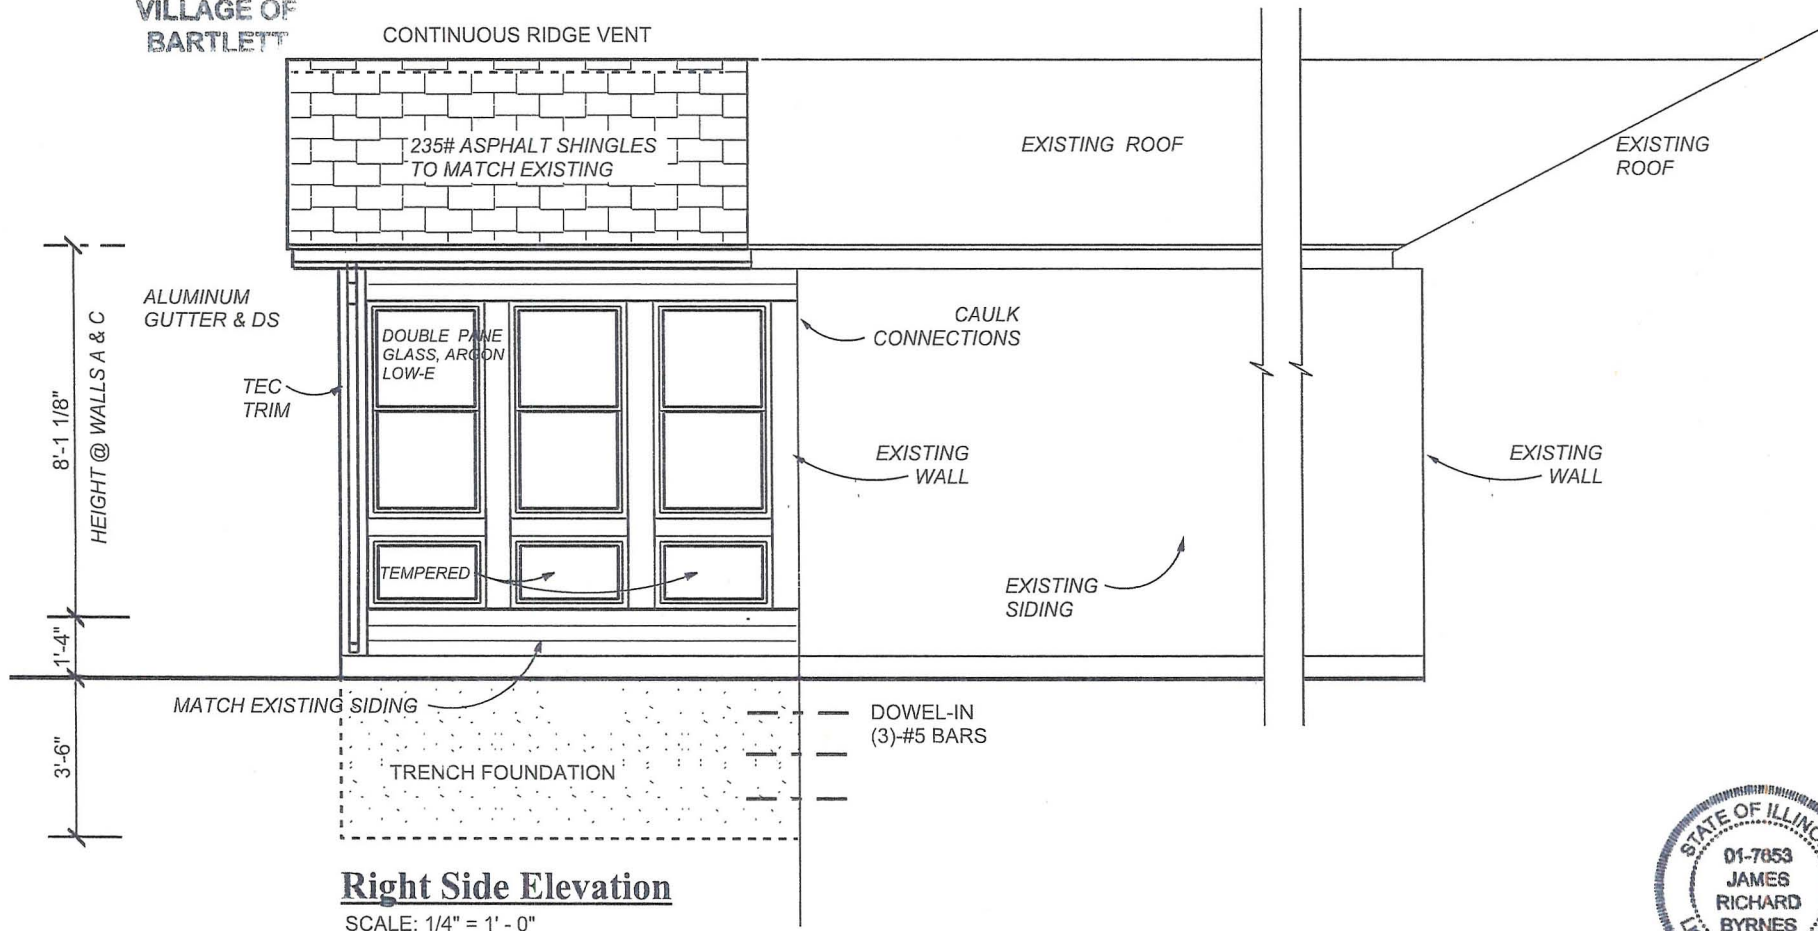 VILLAGE OF
BARTLETT
CONTINUOUS RIDGE VENT
235# ASPHALT SHINGLES
TO MATCH EXISTING
EXISTING ROOF
EXISTING
ROOF
ALUMINUM
GUTTER & DS
8'-1 1/8"
HEIGHT @ WALLS A & C
TEC
TRIM
DOUBLE PANE
GLASS, ARGON
LOW-E
CAULK
CONNECTIONS
EXISTING
WALL
EXISTING
WALL
TEMPERED
EXISTING
SIDING
1'-4"
MATCH EXISTING SIDING
DOWEL-IN
(3)-#5 BARS
3'-6"
TRENCH FOUNDATION
Right Side Elevation
SCALE: 1/4" = 1' - 0"
STATE OF ILLINO
01-7653
JAMES
RICHARD
BYRNES